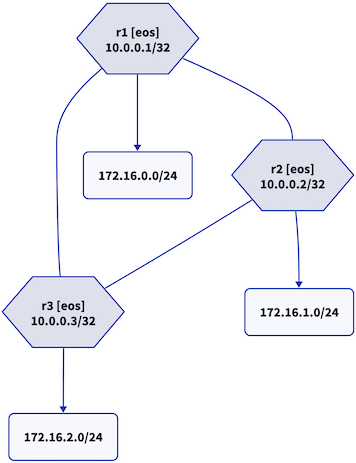 r1 [eos]
10.0.0.1/32
172.16.0.0/24
r2 [eos]
10.0.0.2/32
r3 [eos]
10.0.0.3/32
172.16.1.0/24
172.16.2.0/24